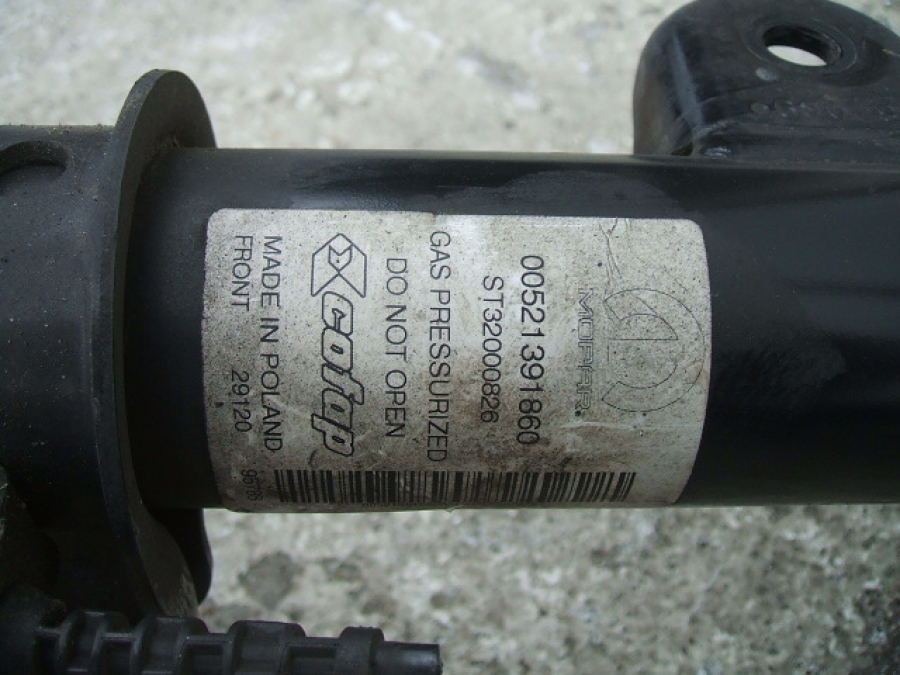 MOPAR
00521391860
ST32000826
GAS PRESSURIZED
DO NOT OPEN
cofap
MADE IN POLAND
FRONT 29120